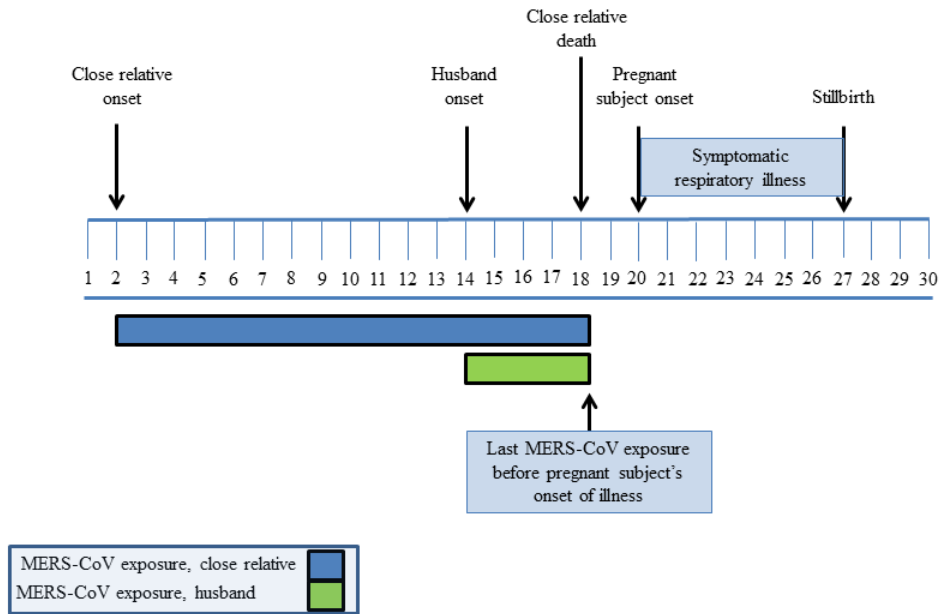 Close relative
death
Close relative
onset
Husband
onset
Pregnant
subject onset
Stillbirth
Symptomatic
respiratory illness
1 2 3 4 5 6 7 8 9 10 11 12 13 14 15 16 17 18 19 20 21 22 23 24 25 26 27 28 29 30
Last MERS-CoV exposure
before pregnant subject's
onset of illness
MERS-CoV exposure, close relative
MERS-CoV exposure, husband